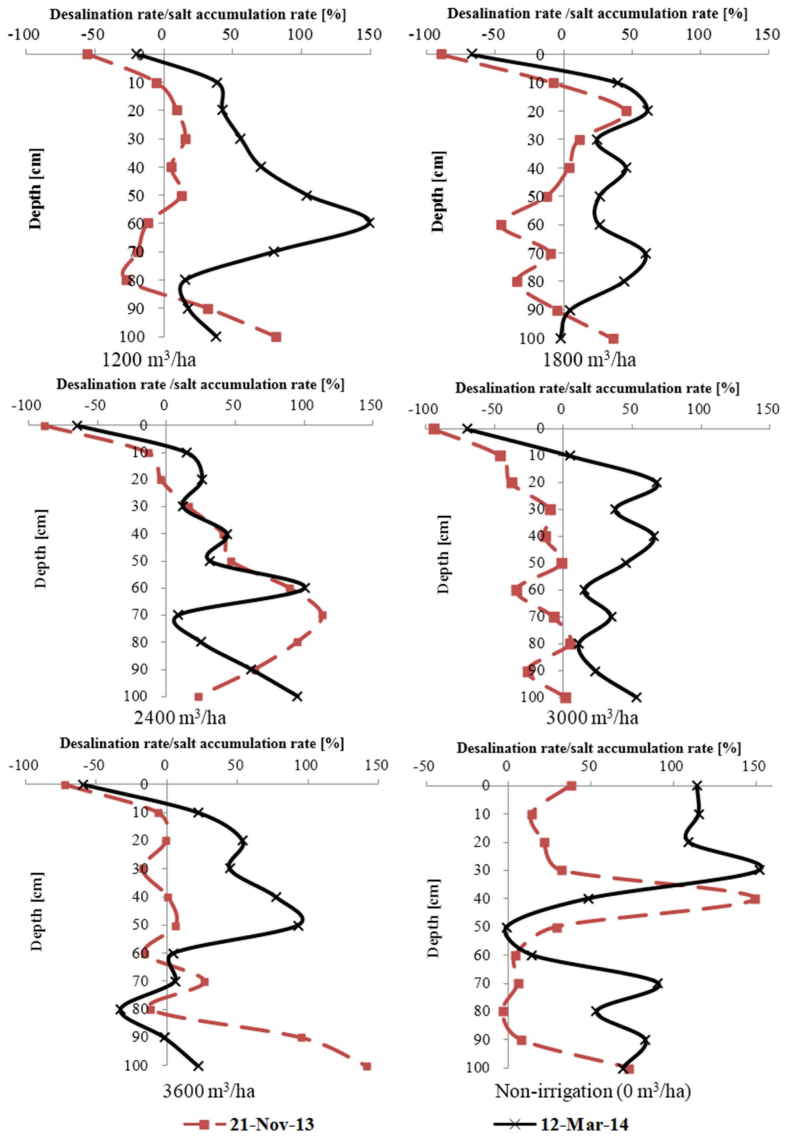 Desalination rate/salt accumulation rate [%]
-100 -50 0 50 100 150
0
10
20
30
40
50
60
70
80
90
100
Depth [cm]
1200 m³/ha
Desalination rate/salt accumulation rate [%]
-100 -50 0 50 100 150
0
10
20
30
40
50
60
70
80
90
100
Depth [cm]
1800 m³/ha
Desalination rate /salt accumulation rate [%]
-100 -50 0 50 100 150
0
10
20
30
40
50
60
70
80
90
100
Depth [cm]
2400 m³/ha
Desalination rate/salt accumulation rate [%]
-100 -50 0 50 100 150
0
10
20
30
40
50
60
70
80
90
100
Depth [cm]
3000 m³/ha
Desalination rate/salt accumulation rate [%]
-100 -50 0 50 100 150
0
10
20
30
40
50
60
70
80
90
100
Depth [cm]
3600 m³/ha
Desalination rate/salt accumulation rate [%]
-50 0 50 100 150
0
10
20
30
40
50
60
70
80
90
100
Depth [cm]
Non-irrigation (0 m³/ha)
21-Nov-13
12-Mar-14